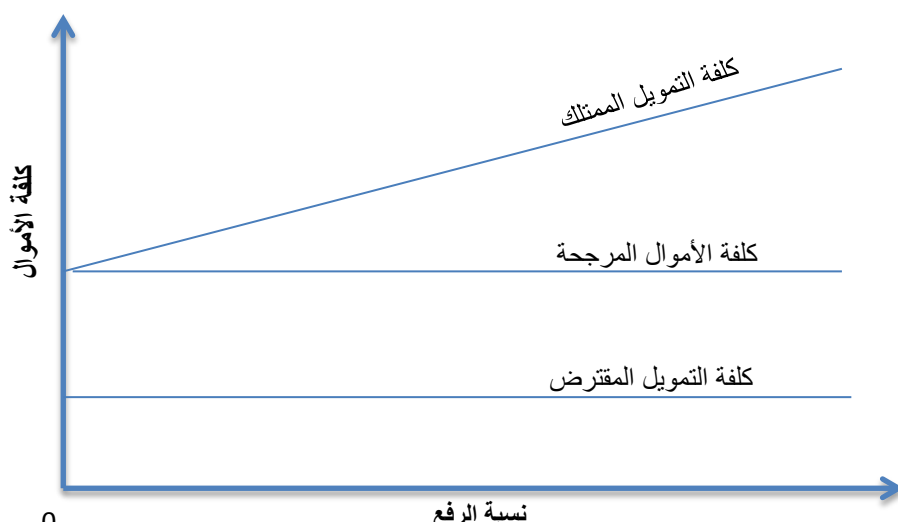 كلفة التمويل الممتلك
كلفة الأموال
كلفة الأموال المرجحة
كلفة التمويل المقترض
0
نسبة الرفع